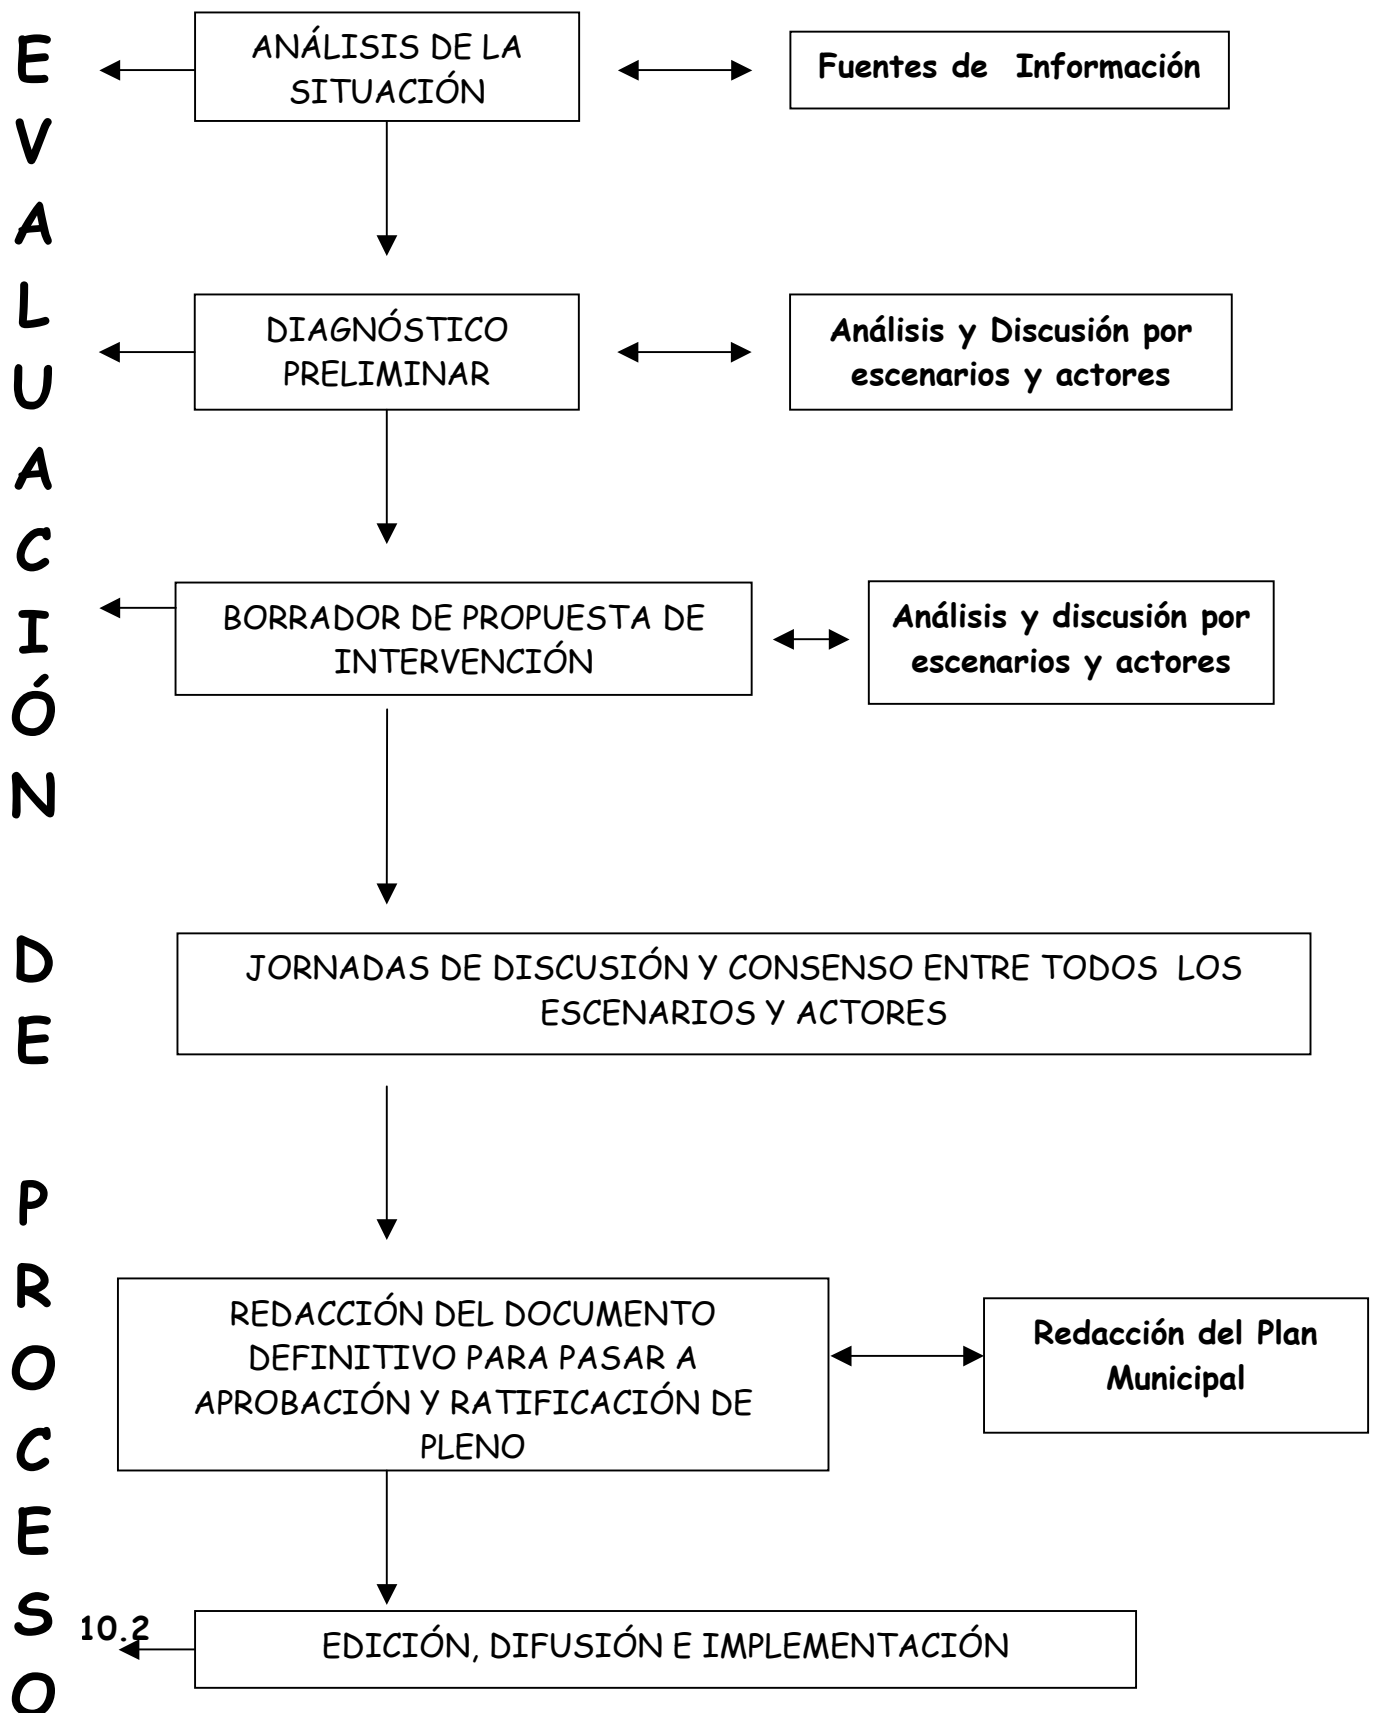 E
V
A
L
U
A
C
I
Ó
N
D
E
P
R
O
C
E
S
O
ANÁLISIS DE LA
SITUACIÓN
Fuentes de  Información
DIAGNÓSTICO
PRELIMINAR
Análisis y Discusión por
escenarios y actores
BORRADOR DE PROPUESTA DE
INTERVENCIÓN
Análisis y discusión por
escenarios y actores
JORNADAS DE DISCUSIÓN Y CONSENSO ENTRE TODOS  LOS
ESCENARIOS Y ACTORES
REDACCIÓN DEL DOCUMENTO
DEFINITIVO PARA PASAR A
APROBACIÓN Y RATIFICACIÓN DE
PLENO
Redacción del Plan
Municipal
10.2
EDICIÓN, DIFUSIÓN E IMPLEMENTACIÓN